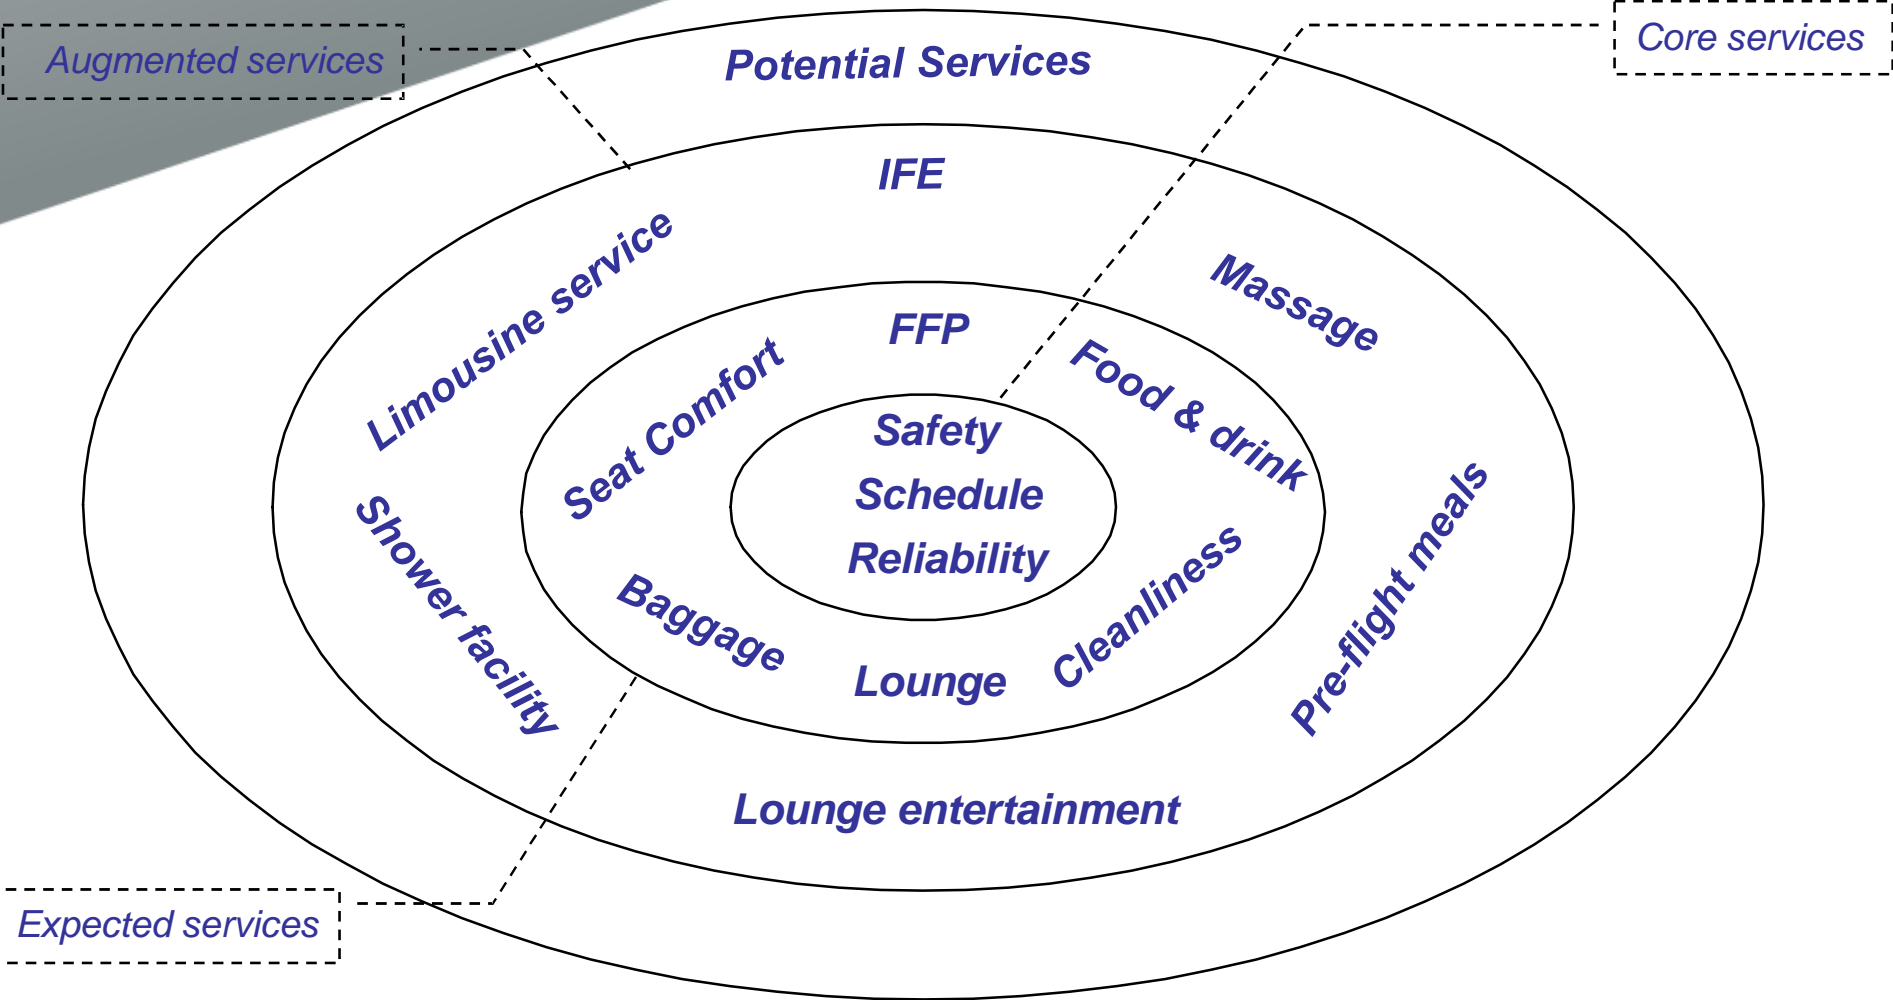 Augmented services
Core services
Potential Services
IFE
Limousine service
Massage
FFP
Seat Comfort
Food & drink
Safety
Schedule
Reliability
Shower facility
Baggage
Cleanliness
Pre-flight meals
Lounge
Lounge entertainment
Expected services